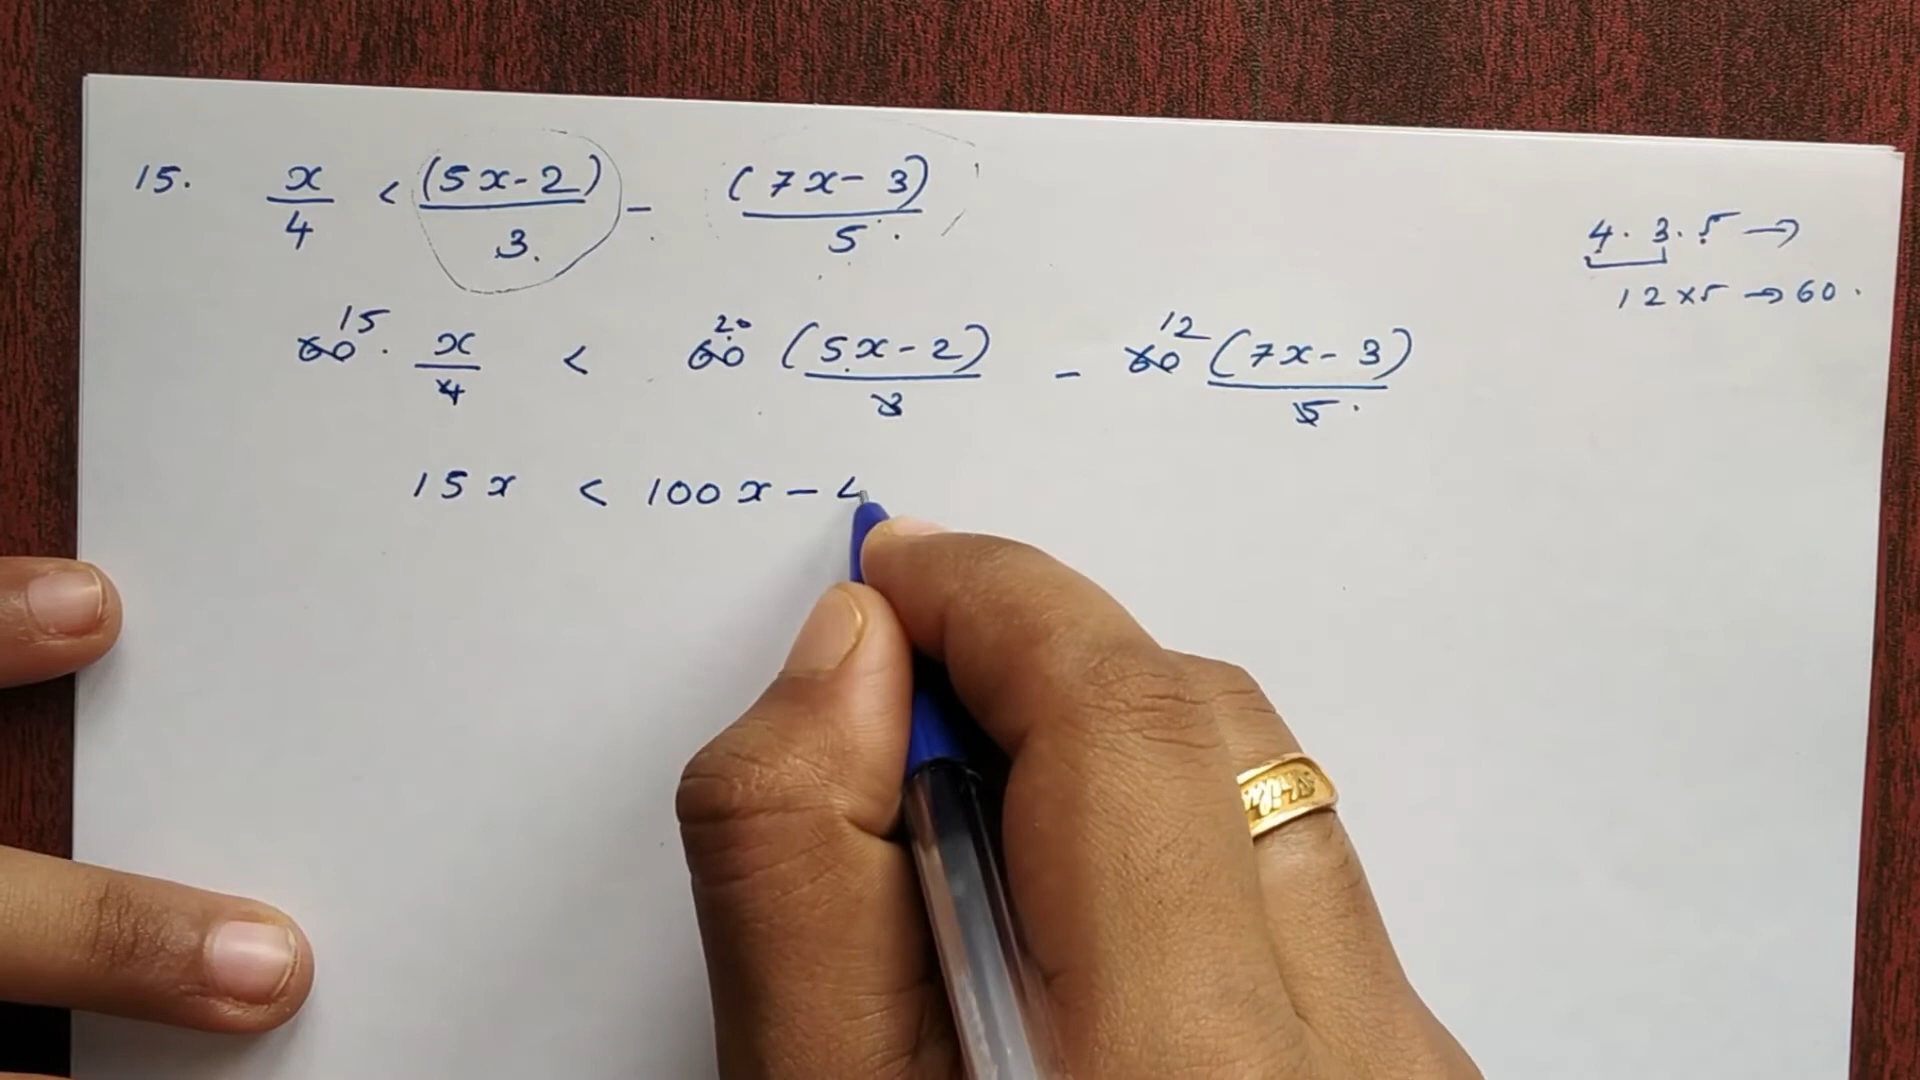 15. x/4 < (5x-2)/3. - (7x-3)/5.
4. 3. 5 →
12 x 5 → 60.
15 20 12
60 . x/4 < 60 (5x-2)/3 - 60 (7x-3)/5.
15x < 100x - 4